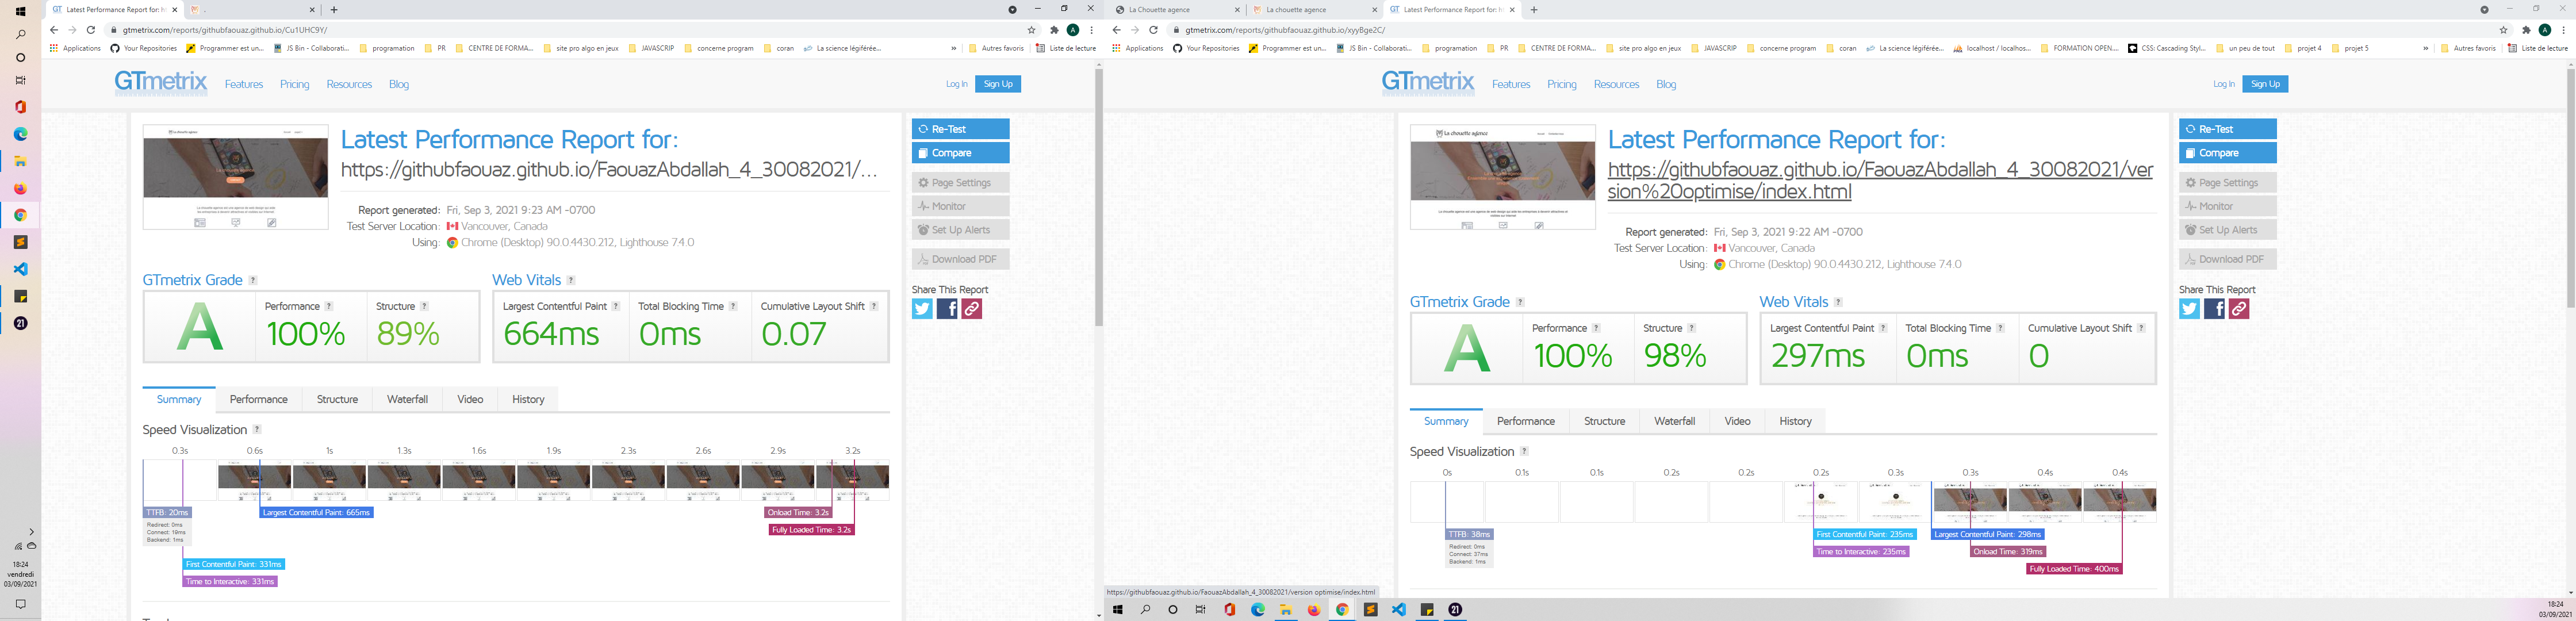 Latest Performance Report for: h
gtmetrix.com/reports/githubfaouaz.github.io/Cu1UHC9Y/
Applications
Your Repositories
Programmer est un...
JS Bin - Collaborati...
programation
PR
CENTRE DE FORMA...
site pro algo en jeux
JAVASCRIP
concerne program
coran
La science légiférée...
»
Autres favoris
Liste de lecture
GTmetrix
Features
Pricing
Resources
Blog
Log In
Sign Up
La chouette agence
Latest Performance Report for:
https://githubfaouaz.github.io/FaouazAbdallah_4_30082021/...
Report generated: Fri, Sep 3, 2021 9:23 AM -0700
Test Server Location: Vancouver, Canada
Using: Chrome (Desktop) 90.0.4430.212, Lighthouse 7.4.0
Re-Test
Compare
Page Settings
Monitor
Set Up Alerts
Download PDF
Share This Report
GTmetrix Grade ?
A
Performance ?
100%
Structure ?
89%
Web Vitals ?
Largest Contentful Paint ?
664ms
Total Blocking Time ?
0ms
Cumulative Layout Shift ?
0.07
Summary
Performance
Structure
Waterfall
Video
History
Speed Visualization ?
0.3s
0.6s
1s
1.3s
1.6s
1.9s
2.3s
2.6s
2.9s
3.2s
TTFB: 20ms
Redirect: 0ms
Connect: 19ms
Backend: 1ms
Largest Contentful Paint: 665ms
Onload Time: 3.2s
Fully Loaded Time: 3.2s
First Contentful Paint: 331ms
Time to Interactive: 331ms
18:24
vendredi
03/09/2021
La Chouette agence
La chouette agence
Latest Performance Report for: h
gtmetrix.com/reports/githubfaouaz.github.io/xyy8ge2C/
Applications
Your Repositories
Programmer est un...
JS Bin - Collaborati...
programation
PR
CENTRE DE FORMA...
site pro algo en jeux
JAVASCRIP
concerne program
coran
La science légiférée...
localhost / localhos...
FORMATION OPEN....
CSS: Cascading Styl...
un peu de tout
projet 4
projet 5
»
Autres favoris
Liste de lecture
GTmetrix
Features
Pricing
Resources
Blog
Log In
Sign Up
La chouette agence
Latest Performance Report for:
https://githubfaouaz.github.io/FaouazAbdallah_4_30082021/ver
sion%20optimise/index.html
Report generated: Fri, Sep 3, 2021 9:22 AM -0700
Test Server Location: Vancouver, Canada
Using: Chrome (Desktop) 90.0.4430.212, Lighthouse 7.4.0
Re-Test
Compare
Page Settings
Monitor
Set Up Alerts
Download PDF
Share This Report
GTmetrix Grade ?
A
Performance ?
100%
Structure ?
98%
Web Vitals ?
Largest Contentful Paint ?
297ms
Total Blocking Time ?
0ms
Cumulative Layout Shift ?
0
Summary
Performance
Structure
Waterfall
Video
History
Speed Visualization ?
0s
0.1s
0.1s
0.2s
0.2s
0.2s
0.3s
0.3s
0.4s
0.4s
TTFB: 38ms
Redirect: 0ms
Connect: 37ms
Backend: 1ms
First Contentful Paint: 235ms
Time to Interactive: 235ms
Largest Contentful Paint: 298ms
Onload Time: 319ms
Fully Loaded Time: 400ms
https://githubfaouaz.github.io/FaouazAbdallah_4_30082021/version optimise/index.html
21
18:24
03/09/2021